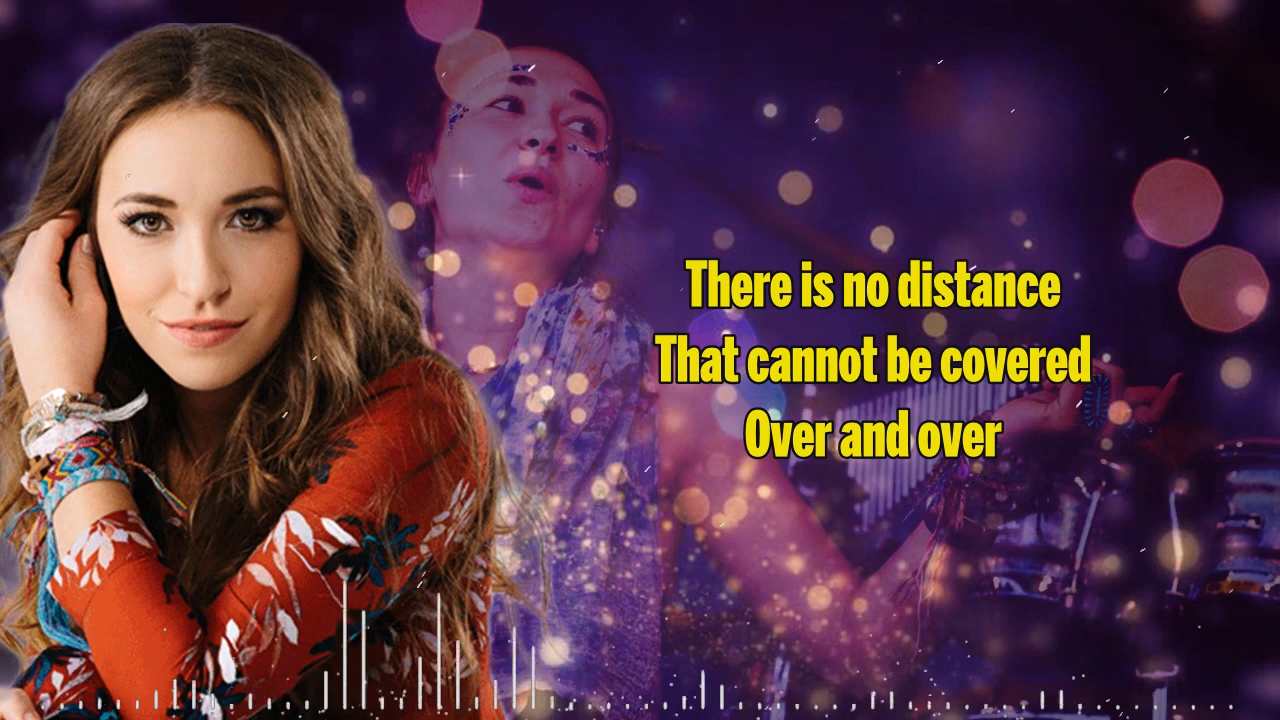 There is no distance
That cannot be covered
Over and over